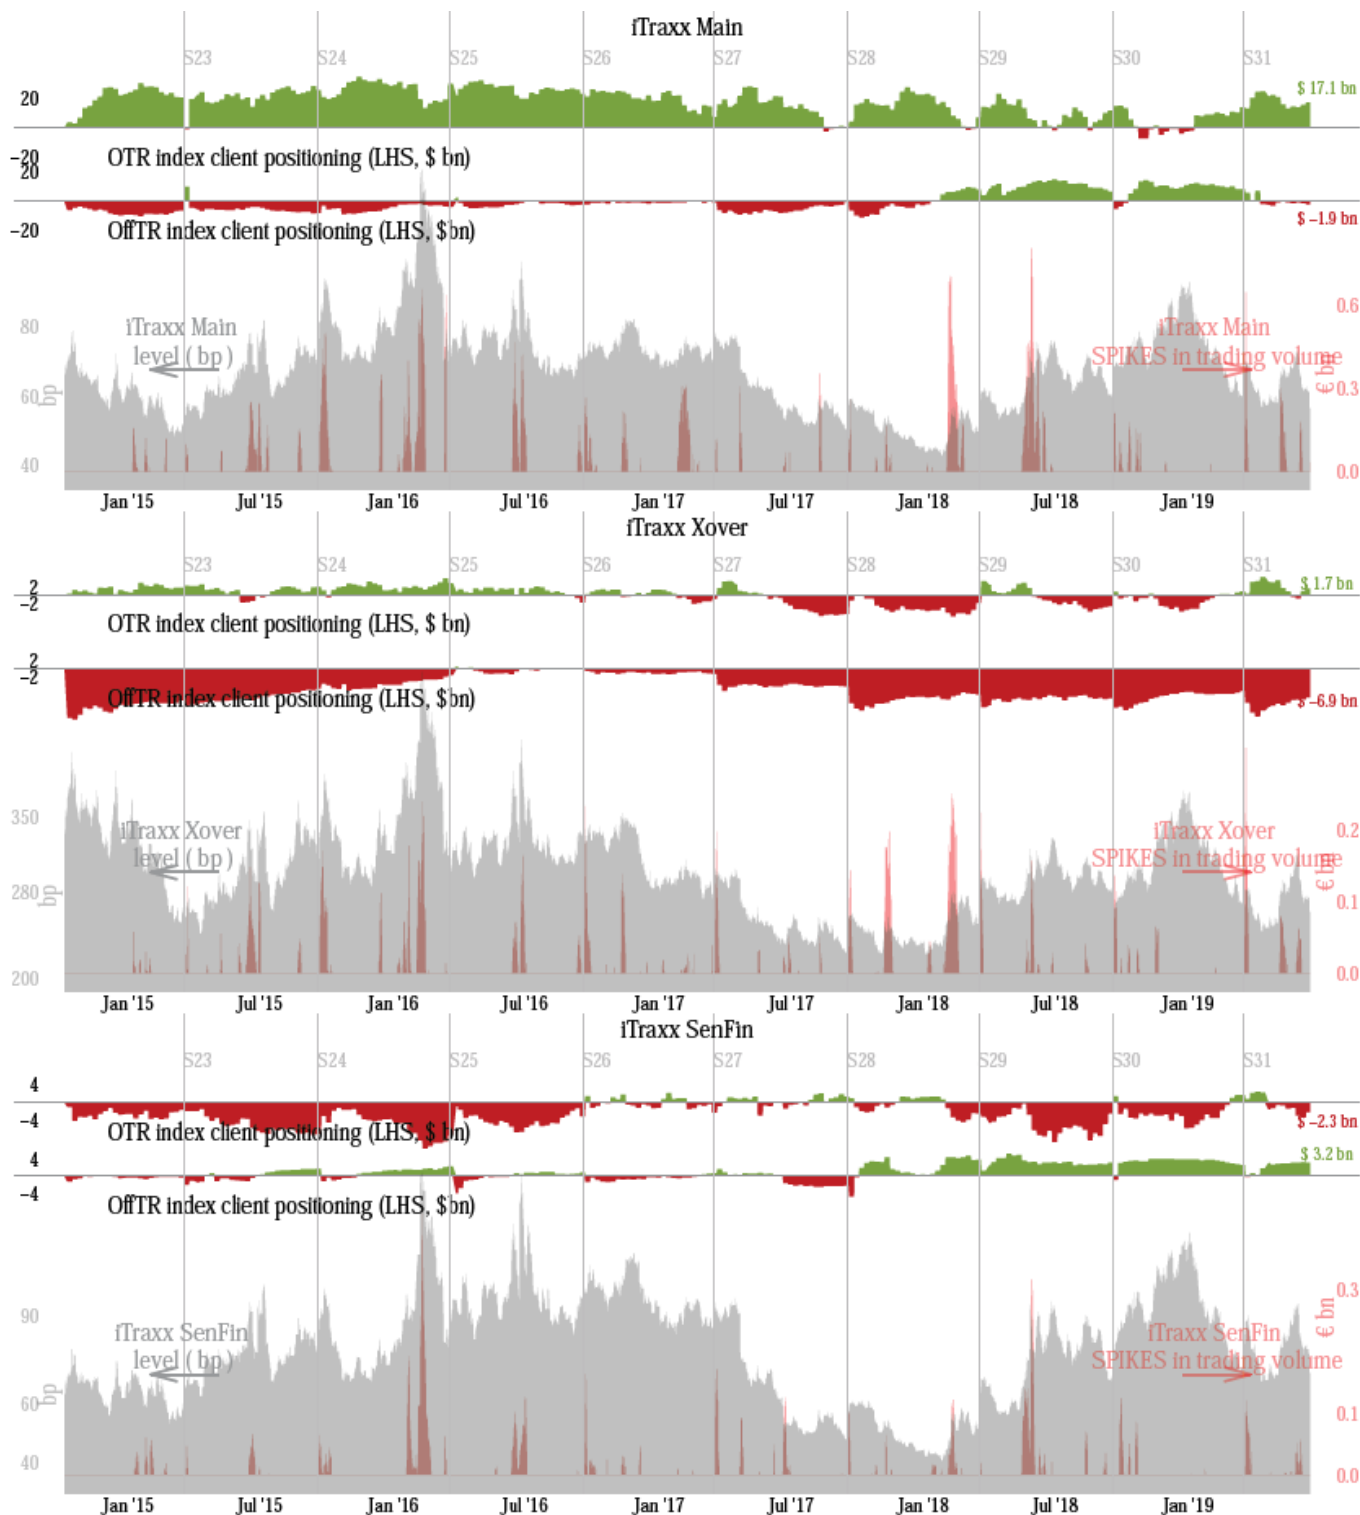 iTraxx Main
S23 S24 S25 S26 S27 S28 S29 S30 S31
$ 17.1 bn
20
−20
OTR index client positioning (LHS, $ bn)
20
$ −1.9 bn
−20
OffTR index client positioning (LHS, $bn)
0.6
80
iTraxx Main
level ( bp )
iTraxx Main
SPIKES in trading volume
60
bp
0.3
€ bn
40
0.0
Jan '15 Jul '15 Jan '16 Jul '16 Jan '17 Jul '17 Jan '18 Jul '18 Jan '19
iTraxx Xover
S23 S24 S25 S26 S27 S28 S29 S30 S31
2
$ 1.7 bn
−2
OTR index client positioning (LHS, $ bn)
2
−2
OffTR index client positioning (LHS, $bn)
$ −6.9 bn
350
iTraxx Xover
level ( bp )
iTraxx Xover
SPIKES in trading volume
0.2
280
bp
0.1
€ bn
200
0.0
Jan '15 Jul '15 Jan '16 Jul '16 Jan '17 Jul '17 Jan '18 Jul '18 Jan '19
iTraxx SenFin
S23 S24 S25 S26 S27 S28 S29 S30 S31
4
−4
$ −2.3 bn
OTR index client positioning (LHS, $ bn)
4
$ 3.2 bn
−4
OffTR index client positioning (LHS, $bn)
0.3
90
€ bn
iTraxx SenFin
level ( bp )
iTraxx SenFin
SPIKES in trading volume
60
bp
0.1
40
0.0
Jan '15 Jul '15 Jan '16 Jul '16 Jan '17 Jul '17 Jan '18 Jul '18 Jan '19